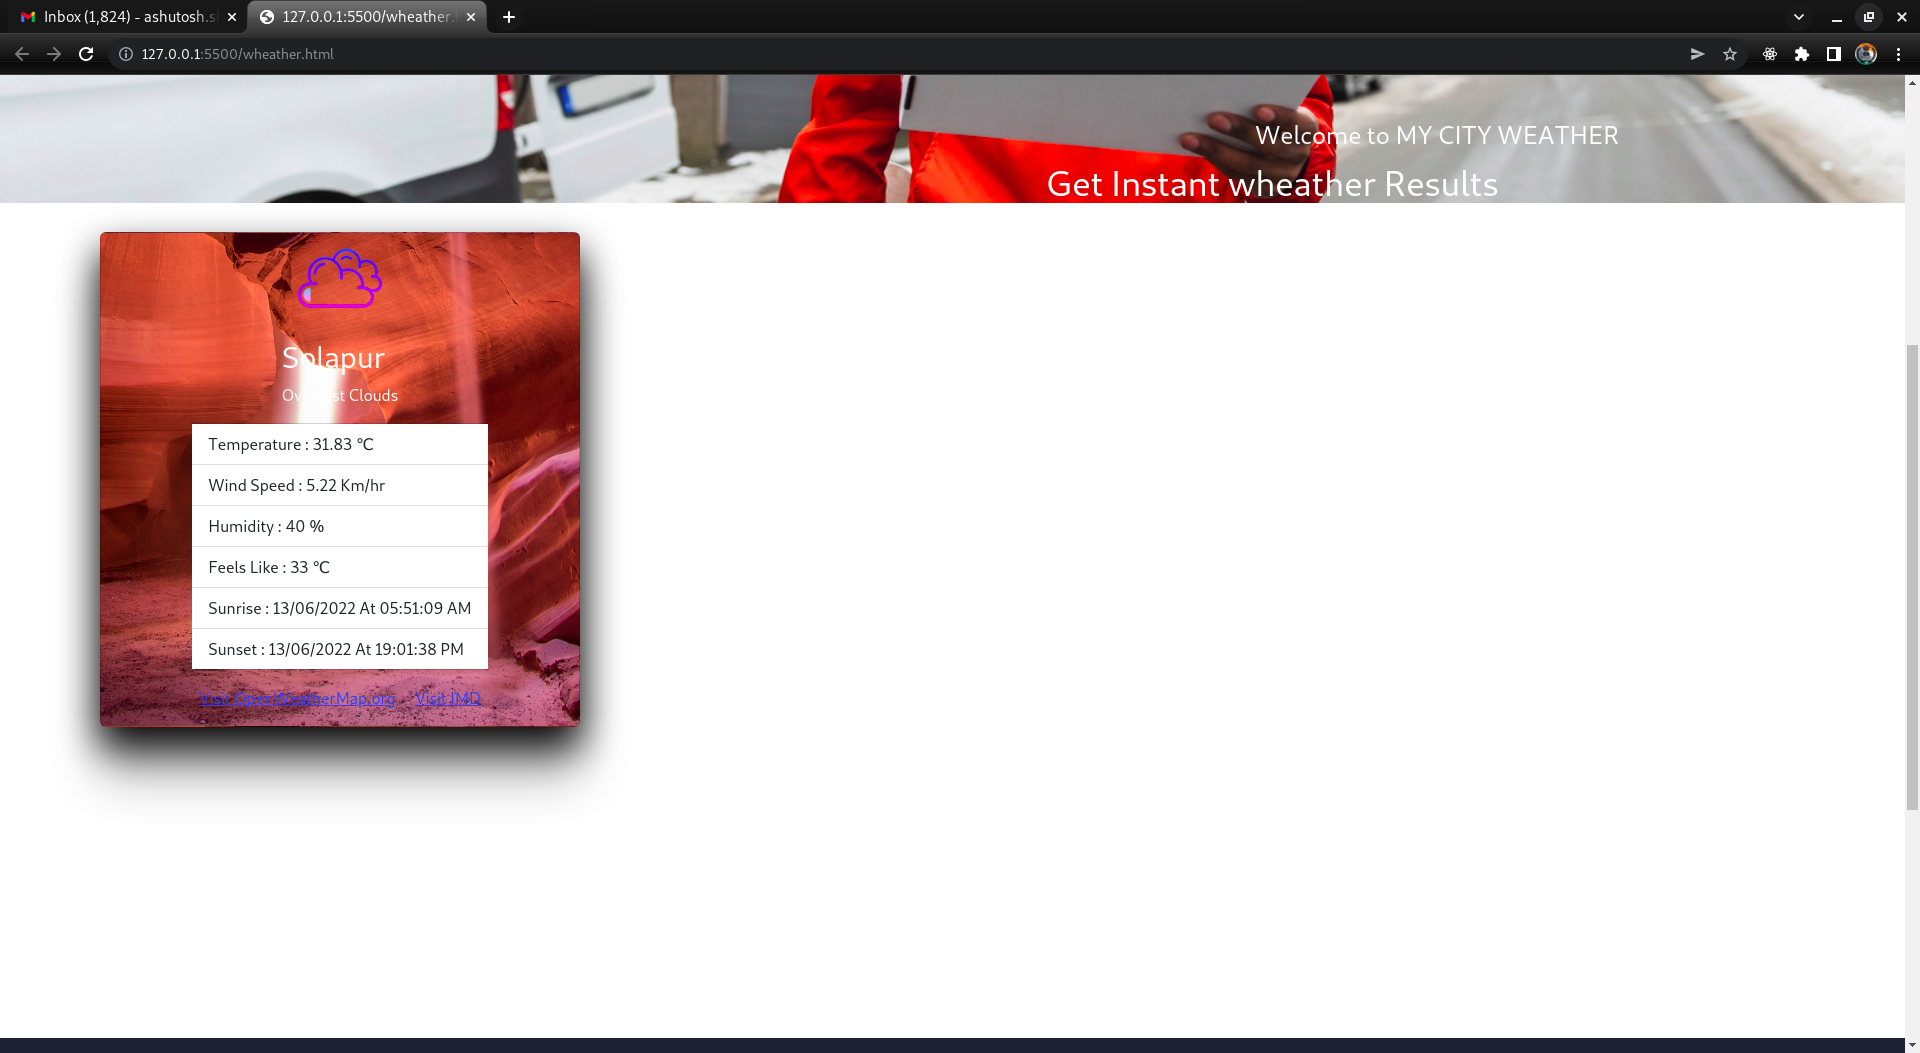 Inbox (1,824) - ashutosh.s
127.0.0.1:5500/wheather.
127.0.0.1:5500/wheather.html
Welcome to MY CITY WEATHER
Get Instant wheather Results
Solapur
Overcast Clouds
Temperature : 31.83 °C
Wind Speed : 5.22 Km/hr
Humidity : 40 %
Feels Like : 33 °C
Sunrise : 13/06/2022 At 05:51:09 AM
Sunset : 13/06/2022 At 19:01:38 PM
Visit OpenWeatherMap.org Visit IMD